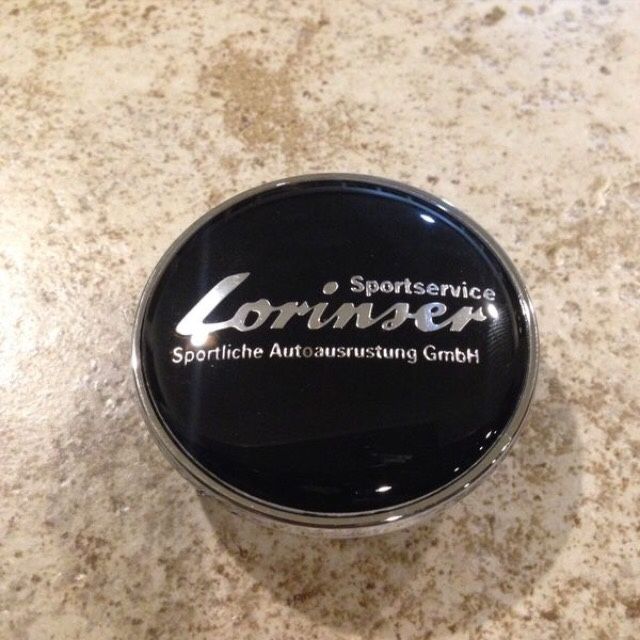 Sportservice
Lorinser
Sportliche Autoausrustung GmbH